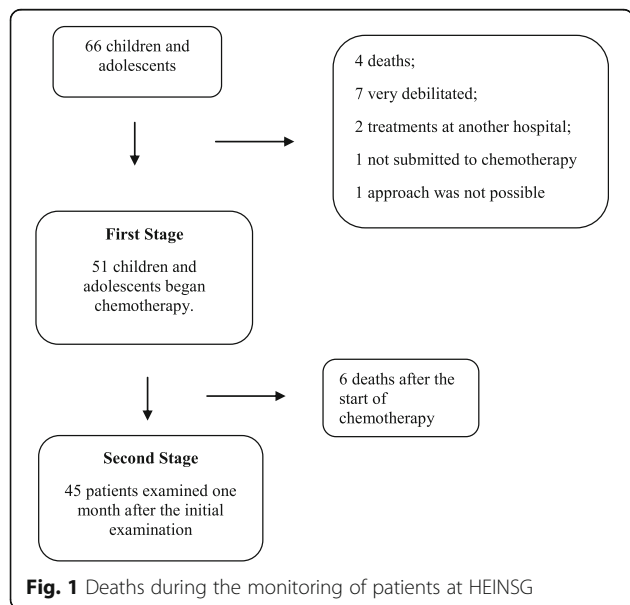 66 children and
adolescents
4 deaths;
7 very debilitated;
2 treatments at another hospital;
1 not submitted to chemotherapy
1 approach was not possible
First Stage
51 children and
adolescents began
chemotherapy.
6 deaths after the
start of
chemotherapy
Second Stage
45 patients examined one
month after the initial
examination
Fig. 1 Deaths during the monitoring of patients at HEINSG